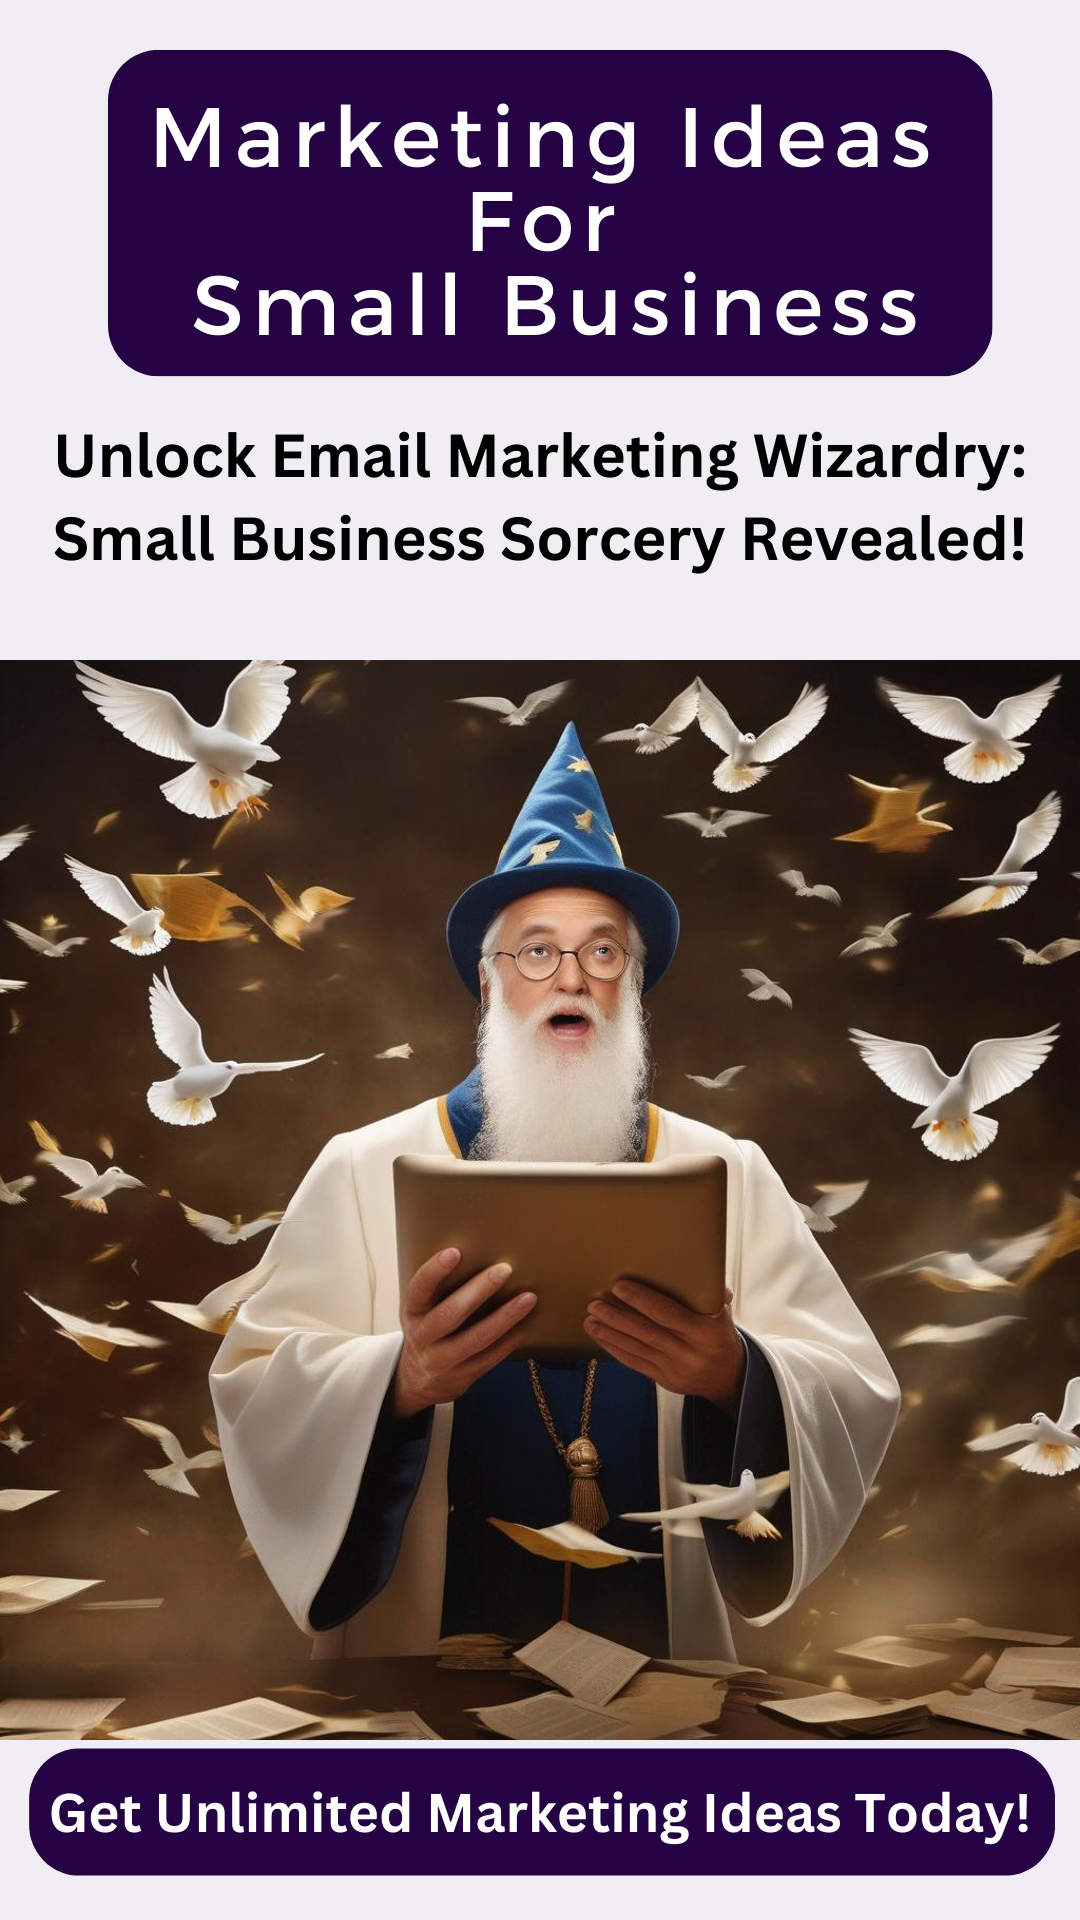 Marketing Ideas
For
Small Business
Unlock Email Marketing Wizardry:
Small Business Sorcery Revealed!
Get Unlimited Marketing Ideas Today!